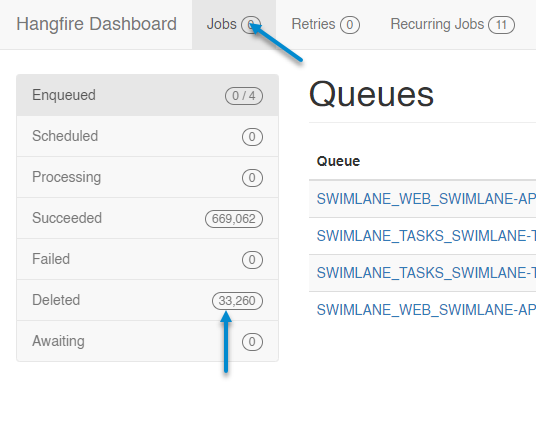 Hangfire Dashboard Jobs 0 Retries 0 Recurring Jobs 11
Enqueued 0 / 4
Scheduled 0
Processing 0
Succeeded 669,062
Failed 0
Deleted 33,260
Awaiting 0
Queues
Queue
SWIMLANE_WEB_SWIMLANE-AP
SWIMLANE_TASKS_SWIMLANE-T
SWIMLANE_TASKS_SWIMLANE-T
SWIMLANE_WEB_SWIMLANE-AP